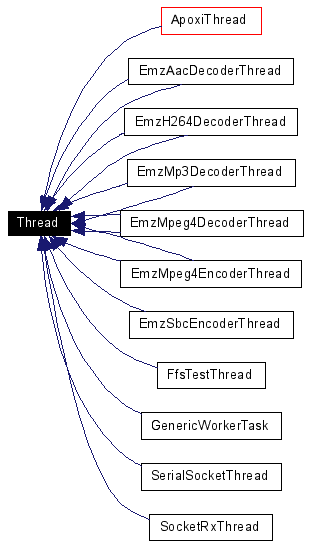 ApoxiThread
EmzAacDecoderThread
EmzH264DecoderThread
EmzMp3DecoderThread
Thread
EmzMpeg4DecoderThread
EmzMpeg4EncoderThread
EmzSbcEncoderThread
FfsTestThread
GenericWorkerTask
SerialSocketThread
SocketRxThread